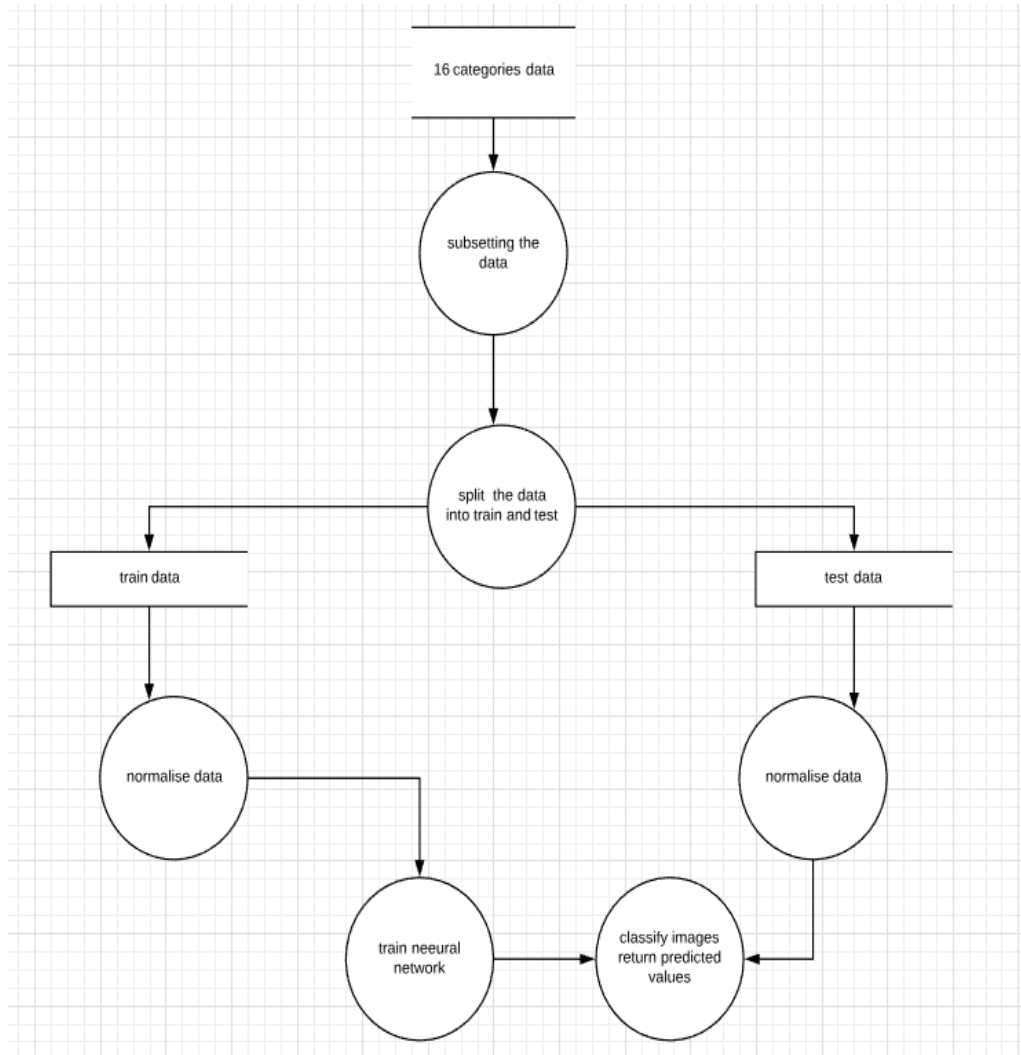 16 categories data
subsetting the
data
split the data
into train and test
train data
test data
normalise data
normalise data
train neeural
network
classify images
return predicted
values